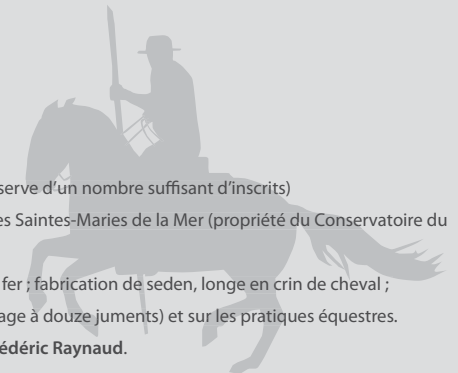 serve d'un nombre suffisant d'inscrits)
es Saintes-Maries de la Mer (propriété du Conservatoire du
fer ; fabrication de seden, longe en crin de cheval ;
age à douze juments) et sur les pratiques équestres.
édéric Raynaud.